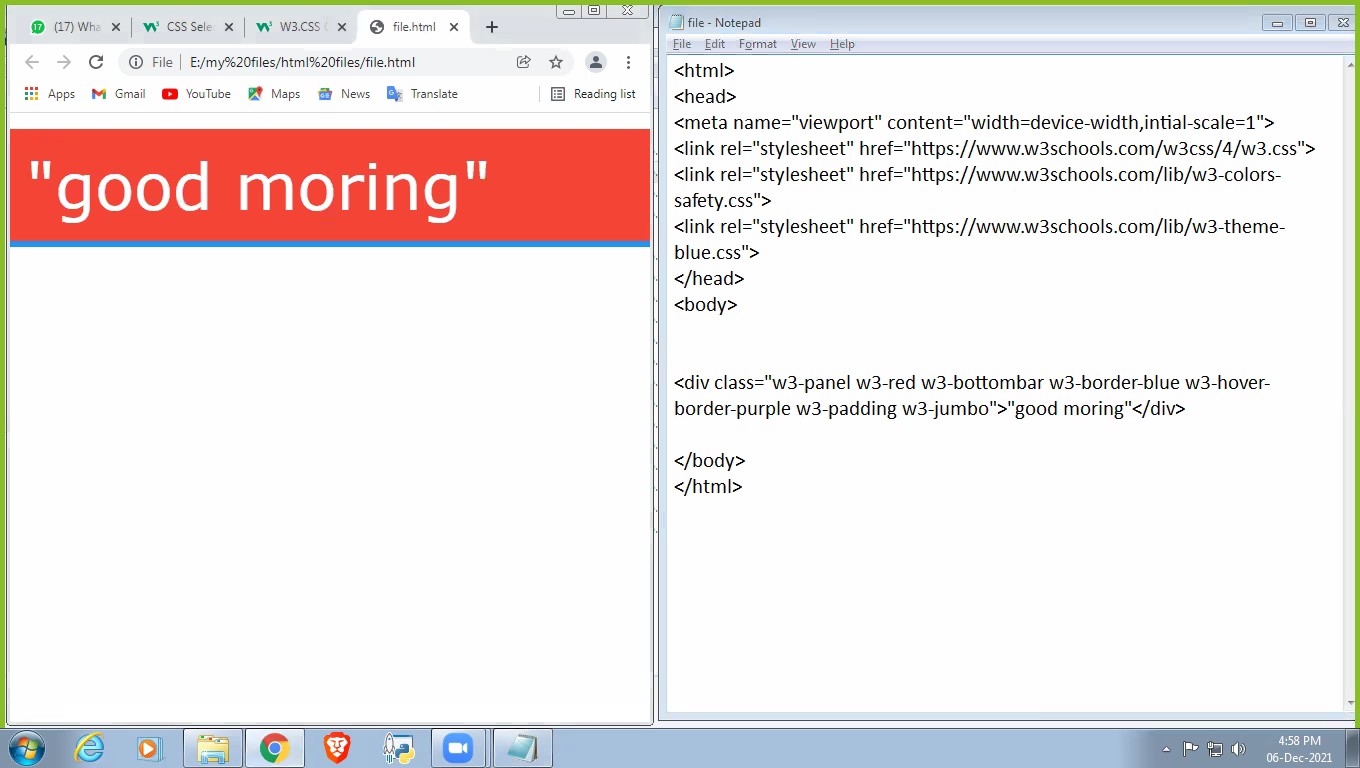 (17) Wha
CSS Sele
W3.CSS
file.html
File
E:/my%20files/html%20files/file.html
Apps
Gmail
YouTube
Maps
News
Translate
Reading list
"good moring"
file - Notepad
File Edit Format View Help
<html>
<head>
<meta name="viewport" content="width=device-width,intial-scale=1">
<link rel="stylesheet" href="https://www.w3schools.com/w3css/4/w3.css">
<link rel="stylesheet" href="https://www.w3schools.com/lib/w3-colors-
safety.css">
<link rel="stylesheet" href="https://www.w3schools.com/lib/w3-theme-
blue.css">
</head>
<body>
<div class="w3-panel w3-red w3-bottombar w3-border-blue w3-hover-
border-purple w3-padding w3-jumbo">"good moring"</div>
</body>
</html>
4:58 PM
06-Dec-2021